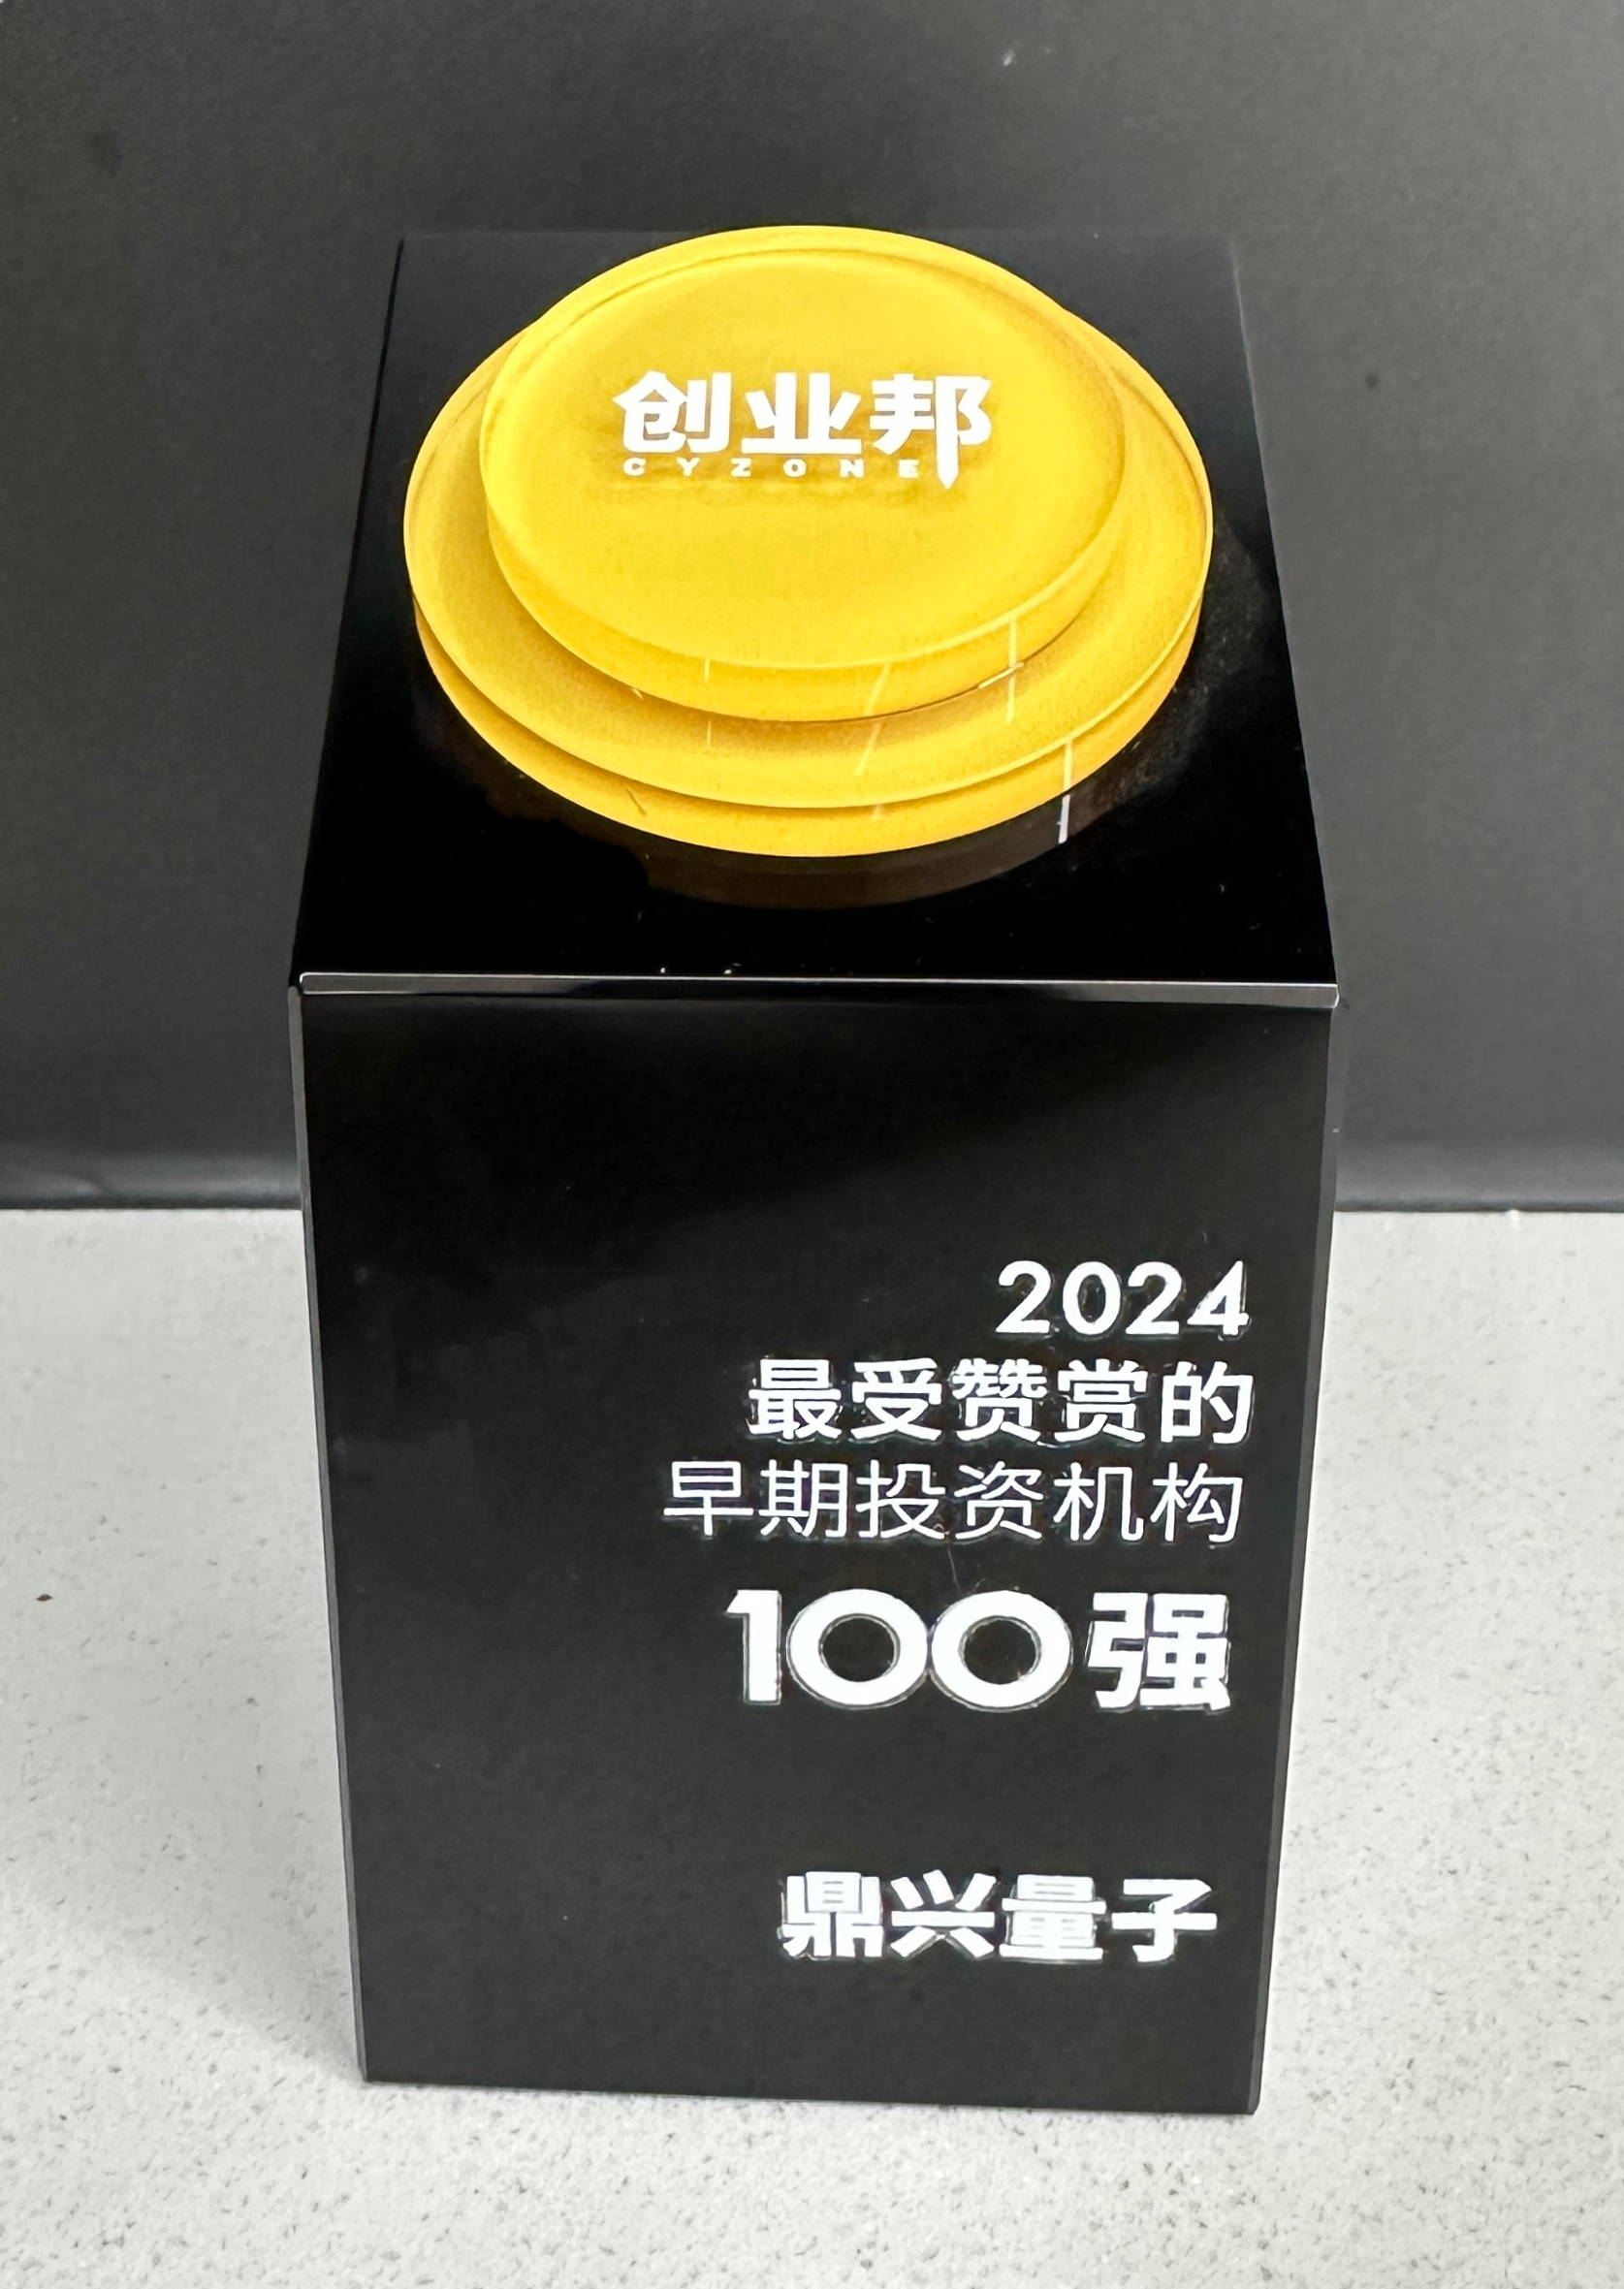 创业邦
CYZONE
2024
最受赞赏的
早期投资机构
100强
鼎兴量子